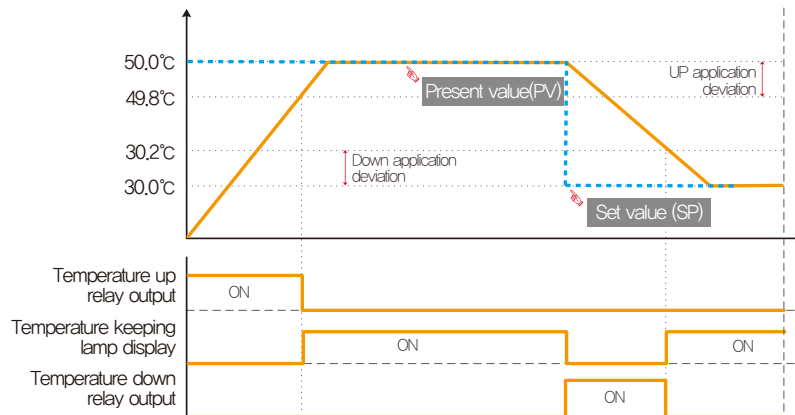 50.0℃
UP application
deviation
49.8℃
Present value(PV)
30.2℃
Down application
deviation
30.0℃
Set value (SP)
Temperature up
relay output
ON
Temperature keeping
lamp display
ON
ON
Temperature down
relay output
ON